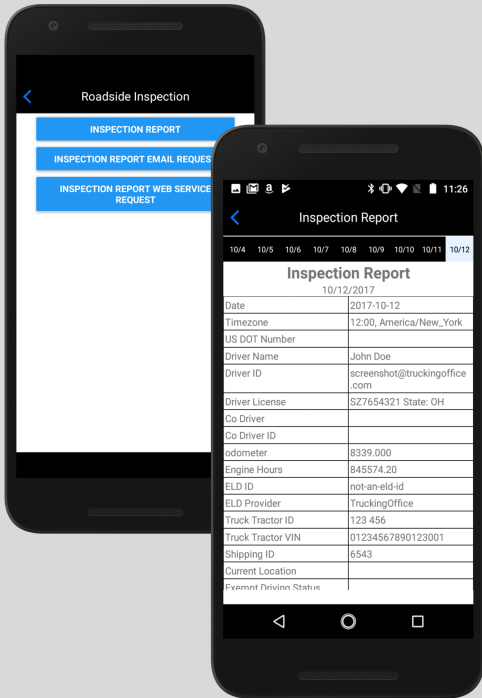 Roadside Inspection
INSPECTION REPORT
INSPECTION REPORT EMAIL REQUES
INSPECTION REPORT WEB SERVICE
REQUEST
11:26
Inspection Report
10/4 10/5 10/6 10/7 10/8 10/9 10/10 10/11 10/12
Inspection Report
10/12/2017
Date 2017-10-12
Timezone 12:00, America/New_York
US DOT Number
Driver Name John Doe
Driver ID screenshot@truckingoffice
.com
Driver License SZ7654321 State: OH
Co Driver
Co Driver ID
odometer 8339.000
Engine Hours 845574.20
ELD ID not-an-eld-id
ELD Provider TruckingOffice
Truck Tractor ID 123 456
Truck Tractor VIN 01234567890123001
Shipping ID 6543
Current Location
Exempt Driving Status